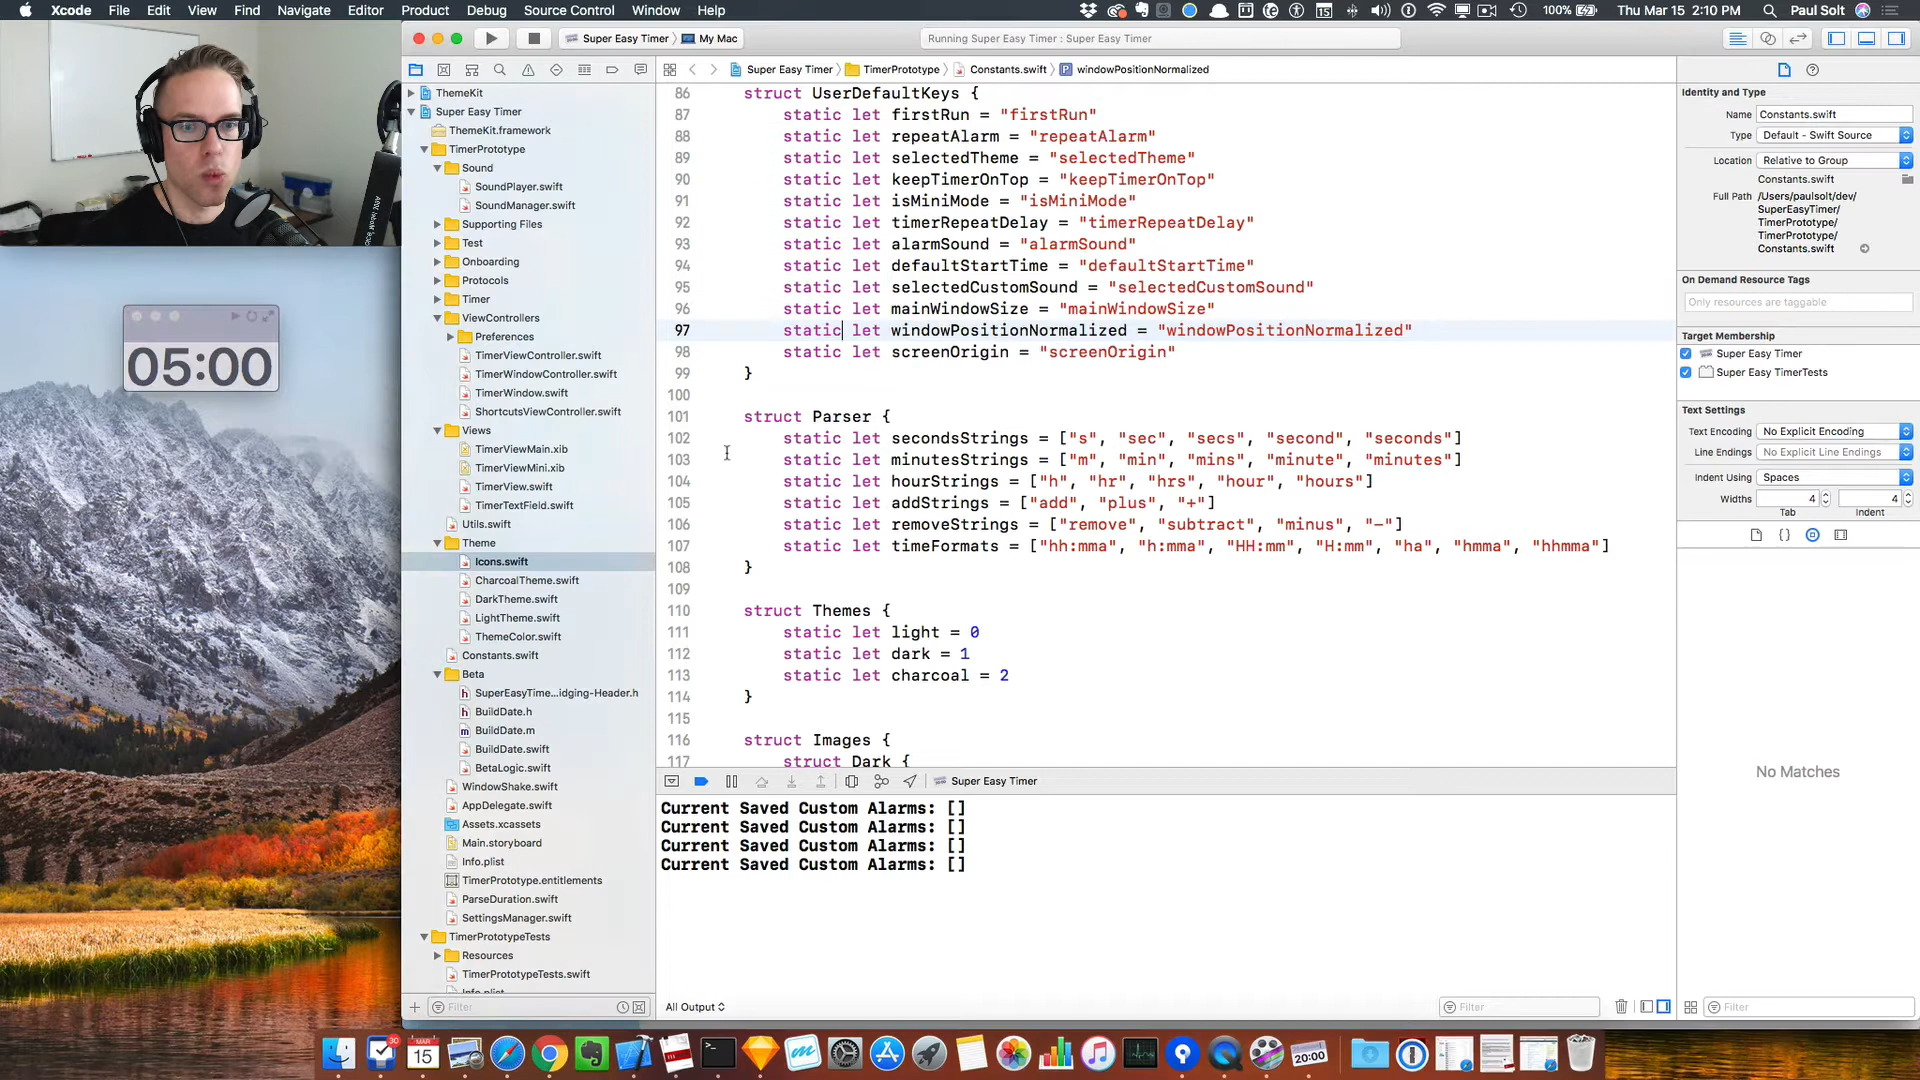 Xcode File Edit View Find Navigate Editor Product Debug Source Control Window Help
100% Thu Mar 15 2:10 PM Paul Solt
Super Easy Timer My Mac
Running Super Easy Timer : Super Easy Timer
Super Easy Timer TimerPrototype Constants.swift windowPositionNormalized
ThemeKit
Super Easy Timer
ThemeKit.framework
TimerPrototype
Sound
SoundPlayer.swift
SoundManager.swift
Supporting Files
Test
Onboarding
Protocols
Timer
ViewControllers
Preferences
TimerViewController.swift
TimerWindowController.swift
TimerWindow.swift
ShortcutsViewController.swift
Views
TimerViewMain.xib
TimerViewMini.xib
TimerView.swift
TimerTextField.swift
Utils.swift
Theme
Icons.swift
CharcoalTheme.swift
DarkTheme.swift
LightTheme.swift
ThemeColor.swift
Constants.swift
Beta
SuperEasyTime...idging-Header.h
BuildDate.h
BuildDate.m
BuildDate.swift
BetaLogic.swift
WindowShake.swift
AppDelegate.swift
Assets.xcassets
Main.storyboard
Info.plist
TimerPrototype.entitlements
ParseDuration.swift
SettingsManager.swift
TimerPrototypeTests
Resources
TimerPrototypeTests.swift
Info.plist
Filter
05:00
86 struct UserDefaultKeys {
87 static let firstRun = "firstRun"
88 static let repeatAlarm = "repeatAlarm"
89 static let selectedTheme = "selectedTheme"
90 static let keepTimerOnTop = "keepTimerOnTop"
91 static let isMiniMode = "isMiniMode"
92 static let timerRepeatDelay = "timerRepeatDelay"
93 static let alarmSound = "alarmSound"
94 static let defaultStartTime = "defaultStartTime"
95 static let selectedCustomSound = "selectedCustomSound"
96 static let mainWindowSize = "mainWindowSize"
97 static let windowPositionNormalized = "windowPositionNormalized"
98 static let screenOrigin = "screenOrigin"
99 }
100
101 struct Parser {
102 static let secondsStrings = ["s", "sec", "secs", "second", "seconds"]
103 static let minutesStrings = ["m", "min", "mins", "minute", "minutes"]
104 static let hourStrings = ["h", "hr", "hrs", "hour", "hours"]
105 static let addStrings = ["add", "plus", "+"]
106 static let removeStrings = ["remove", "subtract", "minus", "-"]
107 static let timeFormats = ["hh:mma", "h:mma", "HH:mm", "H:mm", "ha", "hmma", "hhmma"]
108 }
109
110 struct Themes {
111 static let light = 0
112 static let dark = 1
113 static let charcoal = 2
114 }
115
116 struct Images {
117 struct Dark {
Super Easy Timer
Current Saved Custom Alarms: []
Current Saved Custom Alarms: []
Current Saved Custom Alarms: []
Current Saved Custom Alarms: []
All Output
Filter
Identity and Type
Name Constants.swift
Type Default - Swift Source
Location Relative to Group
Constants.swift
Full Path /Users/paulsolt/dev/
SuperEasyTimer/
TimerPrototype/
TimerPrototype/
Constants.swift
On Demand Resource Tags
Only resources are taggable
Target Membership
Super Easy Timer
Super Easy TimerTests
Text Settings
Text Encoding No Explicit Encoding
Line Endings No Explicit Line Endings
Indent Using Spaces
Widths 4 4
Tab Indent
No Matches
Filter
30
MAR
15
20:00